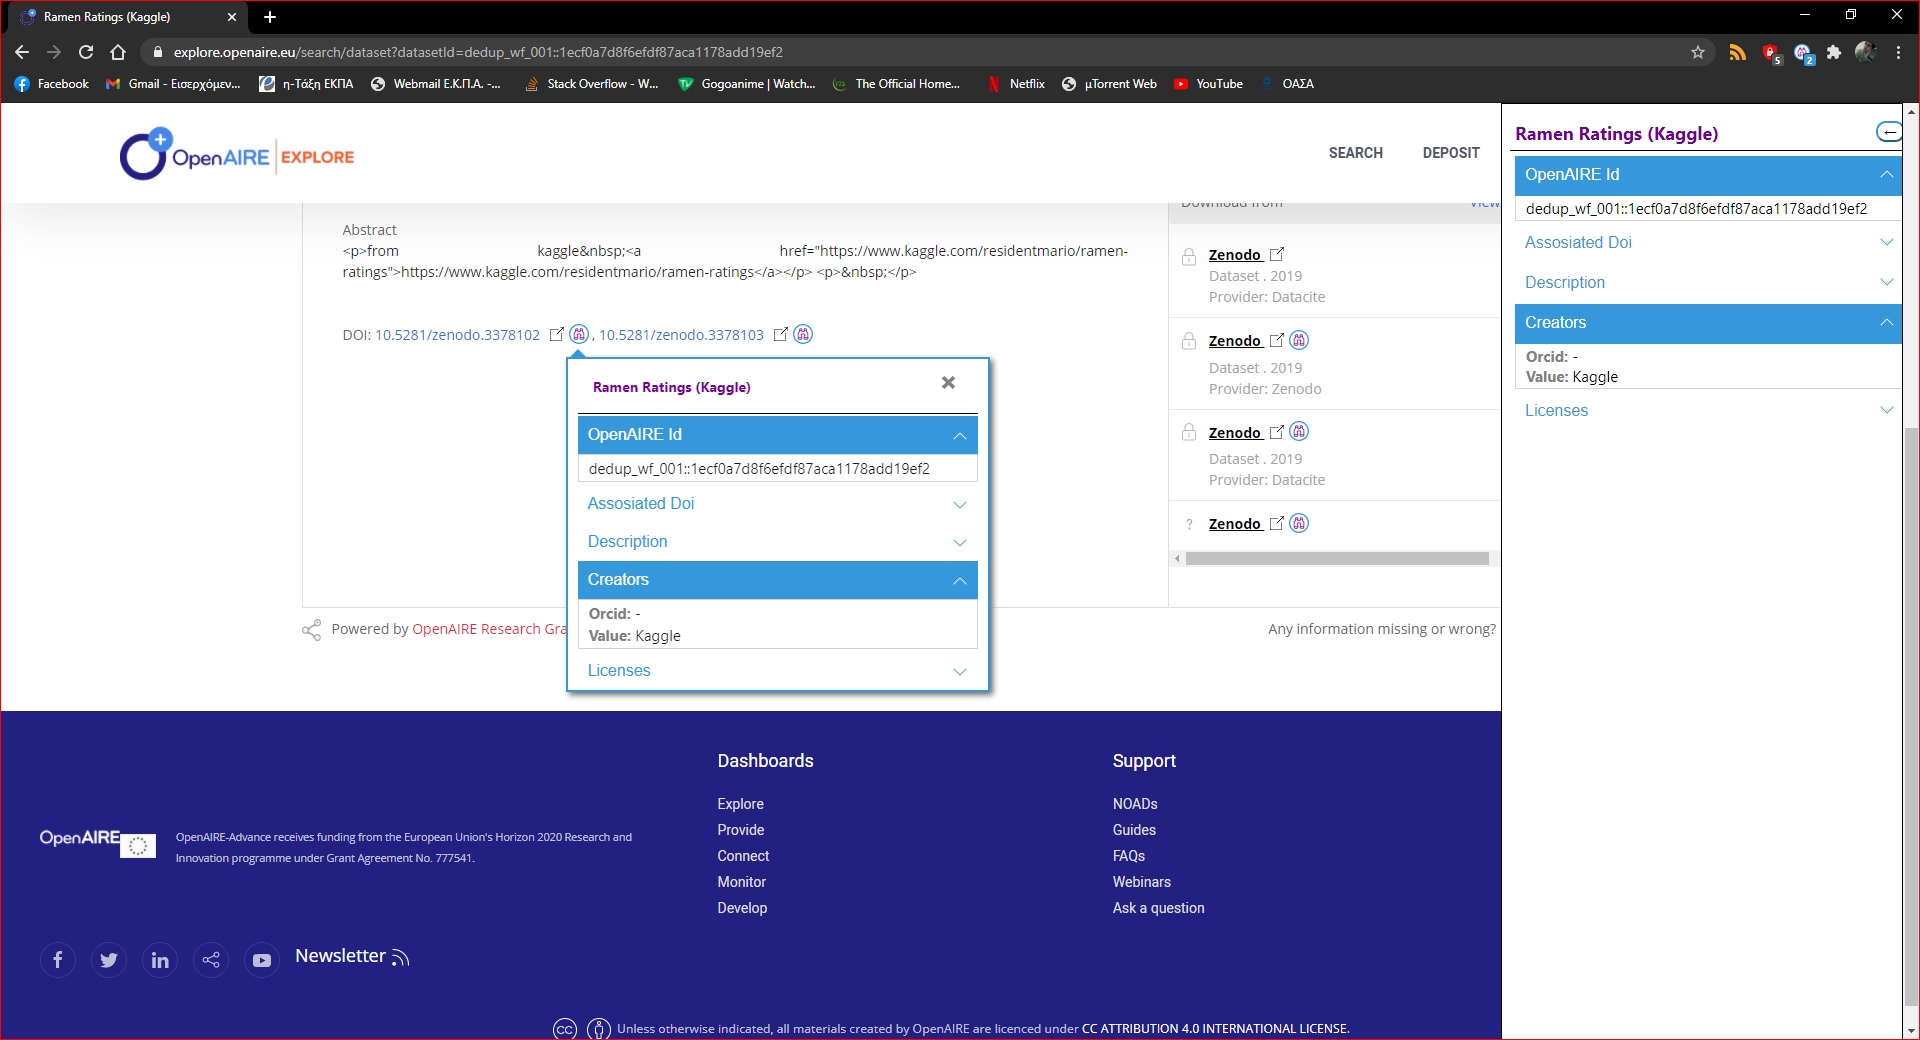 Ramen Ratings (Kaggle)
explore.openaire.eu/search/dataset?datasetId=dedup_wf_001::1ecf0a7d8f6efdf87aca1178add19ef2
5
2
Facebook
Gmail - Εισερχόμεν...
η-Τάξη ΕΚΠΑ
Webmail Ε.Κ.Π.Α. -...
Stack Overflow - W...
Gogoanime | Watch...
The Official Home...
Netflix
μTorrent Web
YouTube
ΟΑΣΑ
OpenAIRE | EXPLORE
SEARCH
DEPOSIT
Abstract
<p>from kaggle&nbsp;<a href="https://www.kaggle.com/residentmario/ramen-
ratings">https://www.kaggle.com/residentmario/ramen-ratings</a></p> <p>&nbsp;</p>
DOI: 10.5281/zenodo.3378102 , 10.5281/zenodo.3378103
Ramen Ratings (Kaggle)
OpenAIRE Id
dedup_wf_001::1ecf0a7d8f6efdf87aca1178add19ef2
Assosiated Doi
Description
Creators
Orcid: -
Value: Kaggle
Licenses
Download from
View
Zenodo
Dataset . 2019
Provider: Datacite
Zenodo
Dataset . 2019
Provider: Zenodo
Zenodo
Dataset . 2019
Provider: Datacite
? Zenodo
Powered by OpenAIRE Research Gra
Any information missing or wrong?
Ramen Ratings (Kaggle)
OpenAIRE Id
dedup_wf_001::1ecf0a7d8f6efdf87aca1178add19ef2
Assosiated Doi
Description
Creators
Orcid: -
Value: Kaggle
Licenses
OpenAIRE
OpenAIRE-Advance receives funding from the European Union's Horizon 2020 Research and
Innovation programme under Grant Agreement No. 777541.
Newsletter
Dashboards
Explore
Provide
Connect
Monitor
Develop
Support
NOADs
Guides
FAQs
Webinars
Ask a question
Unless otherwise indicated, all materials created by OpenAIRE are licenced under CC ATTRIBUTION 4.0 INTERNATIONAL LICENSE.